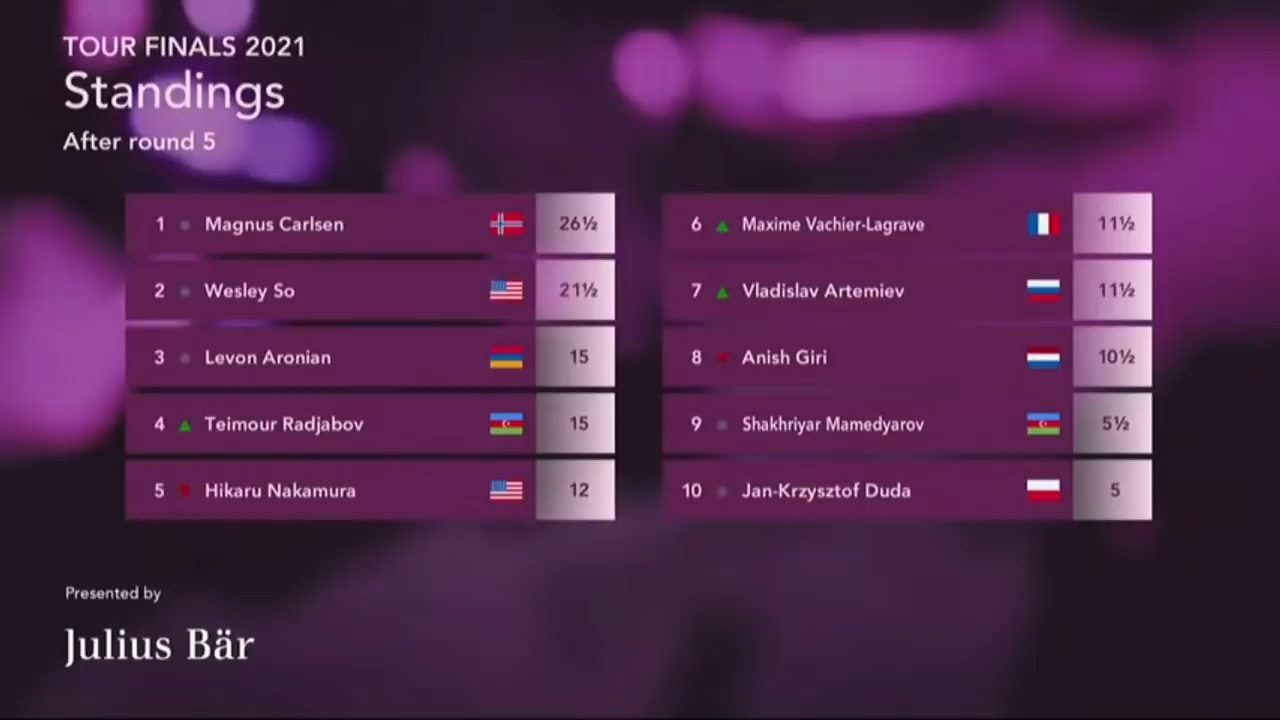 TOUR FINALS 2021
Standings
After round 5
1 Magnus Carlsen 26½
2 Wesley So 21½
3 Levon Aronian 15
4 Teimour Radjabov 15
5 Hikaru Nakamura 12
6 Maxime Vachier-Lagrave 11½
7 Vladislav Artemiev 11½
8 Anish Giri 10½
9 Shakhriyar Mamedyarov 5½
10 Jan-Krzysztof Duda 5
Presented by
Julius Bär